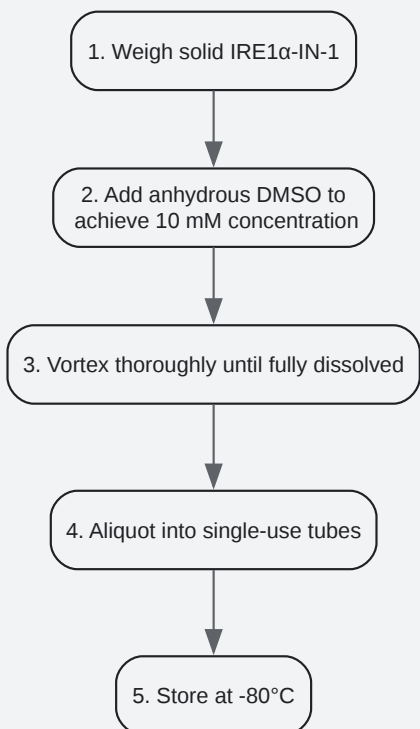 1. Weigh solid IRE1α-IN-1
2. Add anhydrous DMSO to
achieve 10 mM concentration
3. Vortex thoroughly until fully dissolved
4. Aliquot into single-use tubes
5. Store at -80°C